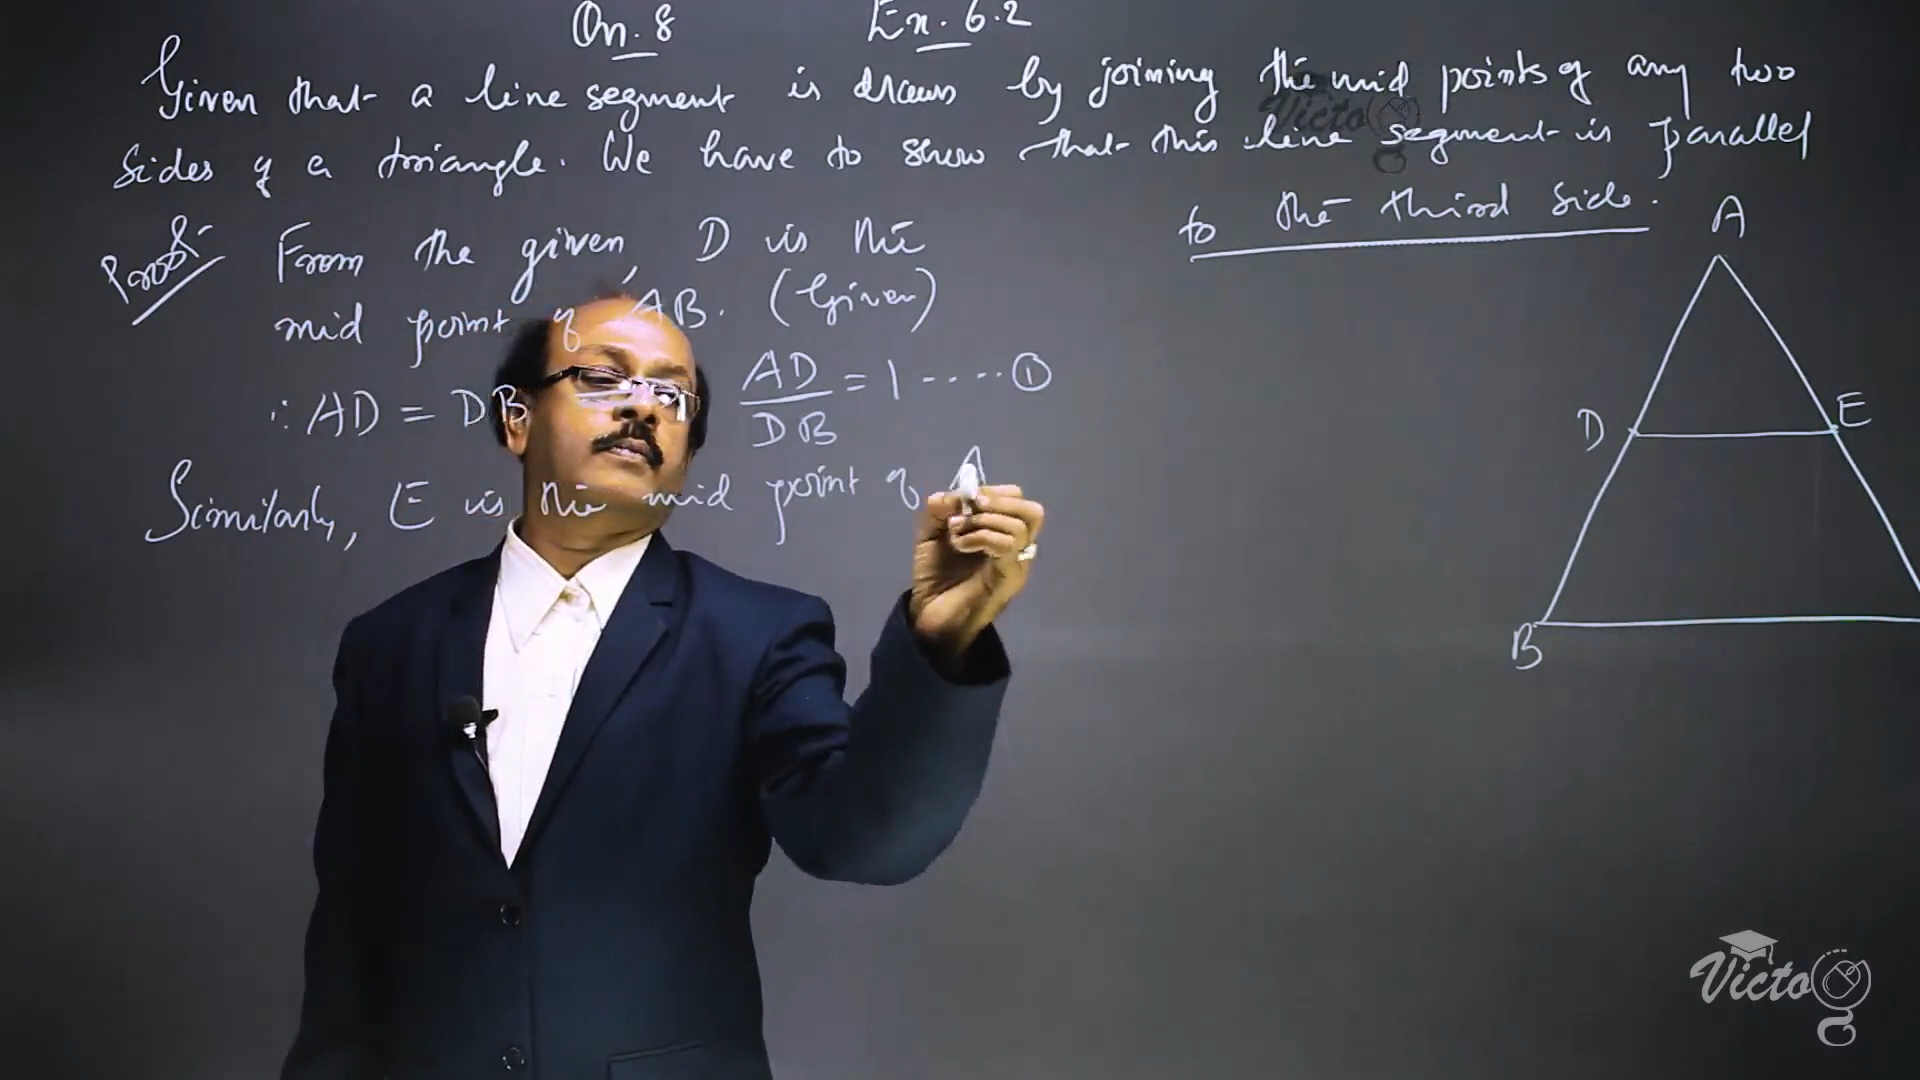 Qn. 8 Ex. 6.2
Given that a line segment is drawn by joining the mid points of any two
sides of a triangle. We have to show that this line segment is parallel
to the third side.
Proof:- From the given, D is the
mid point of AB. (Given)
∴ AD = DB AD/DB = 1 ---- ①
Similarly, E is the mid point of A
A
D
E
B
Victo
Victo